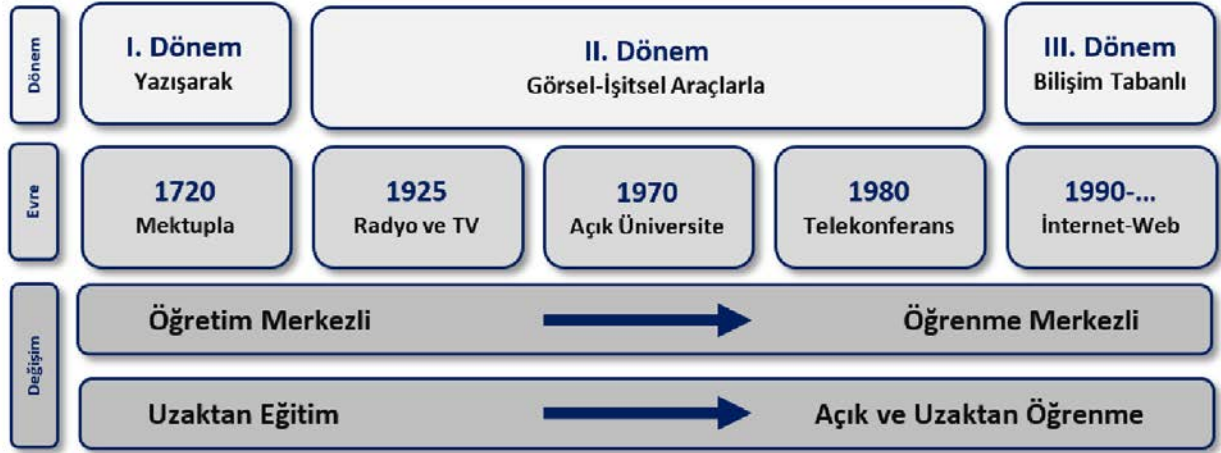 Dönem
I. Dönem
Yazışarak
II. Dönem
Görsel-İşitsel Araçlarla
III. Dönem
Bilişim Tabanlı
Evre
1720
Mektupla
1925
Radyo ve TV
1970
Açık Üniversite
1980
Telekonferans
1990-...
İnternet-Web
Değişim
Öğretim Merkezli
Öğrenme Merkezli
Uzaktan Eğitim
Açık ve Uzaktan Öğrenme